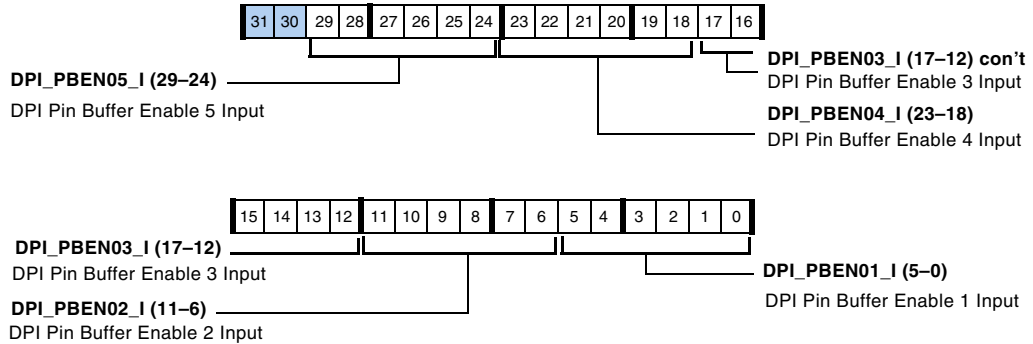 31 30 29 28 27 26 25 24 23 22 21 20 19 18 17 16
DPI_PBEN05_I (29–24)
DPI Pin Buffer Enable 5 Input
DPI_PBEN03_I (17–12) con't
DPI Pin Buffer Enable 3 Input
DPI_PBEN04_I (23–18)
DPI Pin Buffer Enable 4 Input
15 14 13 12 11 10 9 8 7 6 5 4 3 2 1 0
DPI_PBEN03_I (17–12)
DPI Pin Buffer Enable 3 Input
DPI_PBEN02_I (11–6)
DPI Pin Buffer Enable 2 Input
DPI_PBEN01_I (5–0)
DPI Pin Buffer Enable 1 Input